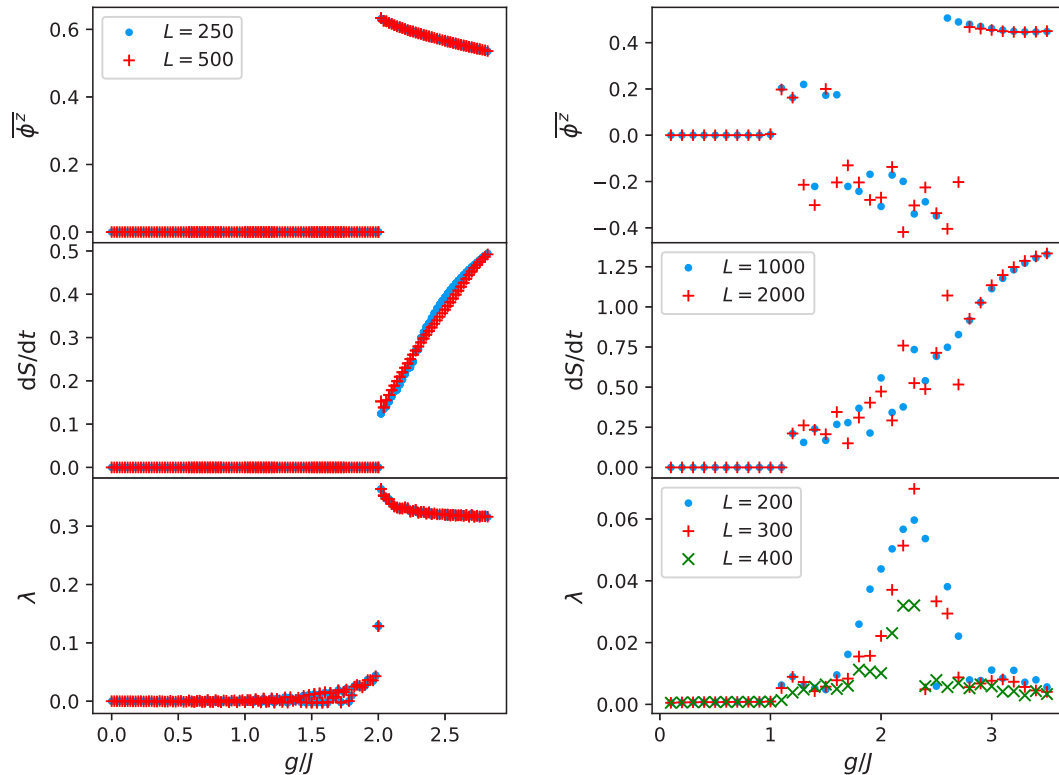 0.6
0.4
0.2
0.0
$\overline{\phi^z}$
L = 250
L = 500
0.4
0.2
0.0
−0.2
−0.4
$\overline{\phi^z}$
0.5
0.4
0.3
0.2
0.1
0.0
dS/dt
1.25
1.00
0.75
0.50
0.25
0.00
dS/dt
L = 1000
L = 2000
0.3
0.2
0.1
0.0
λ
0.0
0.5
1.0
1.5
2.0
2.5
g/J
0.06
0.04
0.02
0.00
λ
L = 200
L = 300
L = 400
0
1
2
3
g/J